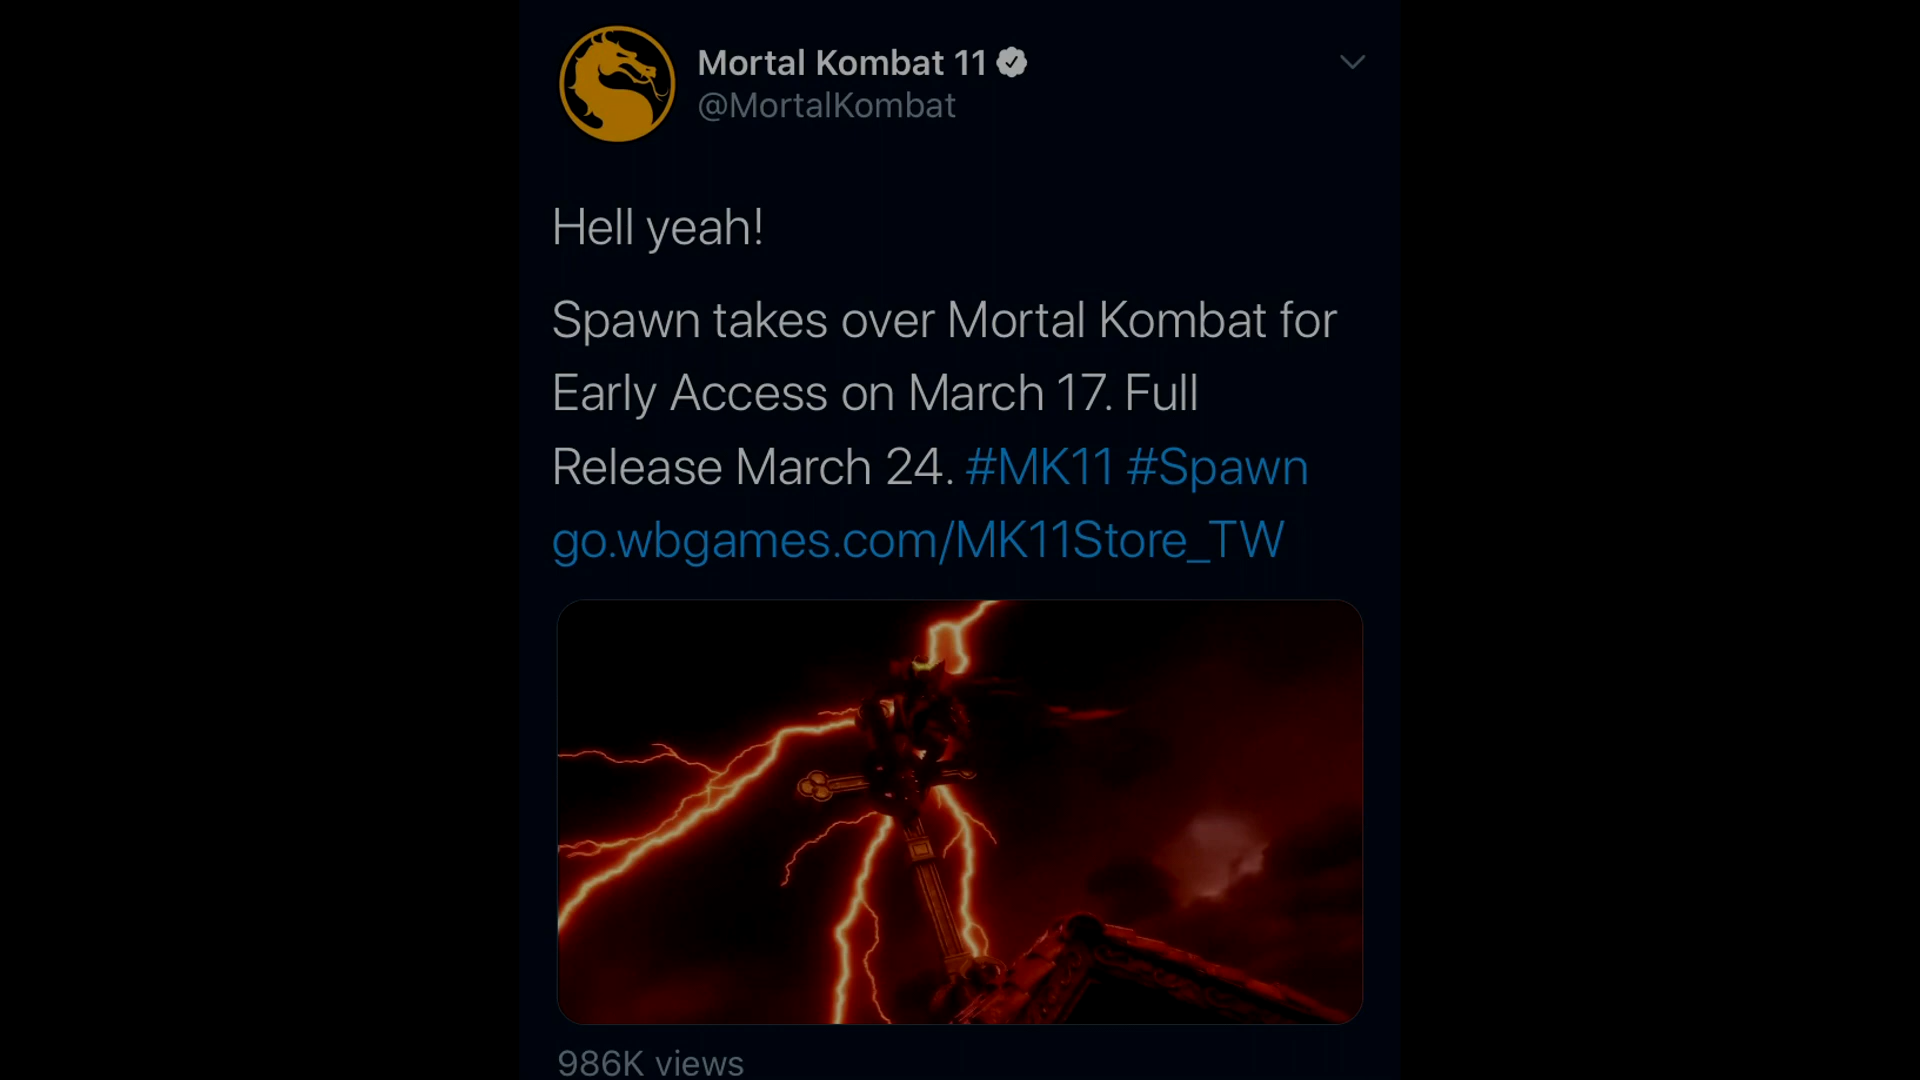 Mortal Kombat 11
@MortalKombat
Hell yeah!
Spawn takes over Mortal Kombat for
Early Access on March 17. Full
Release March 24. #MK11 #Spawn
go.wbgames.com/MK11Store_TW
986K views